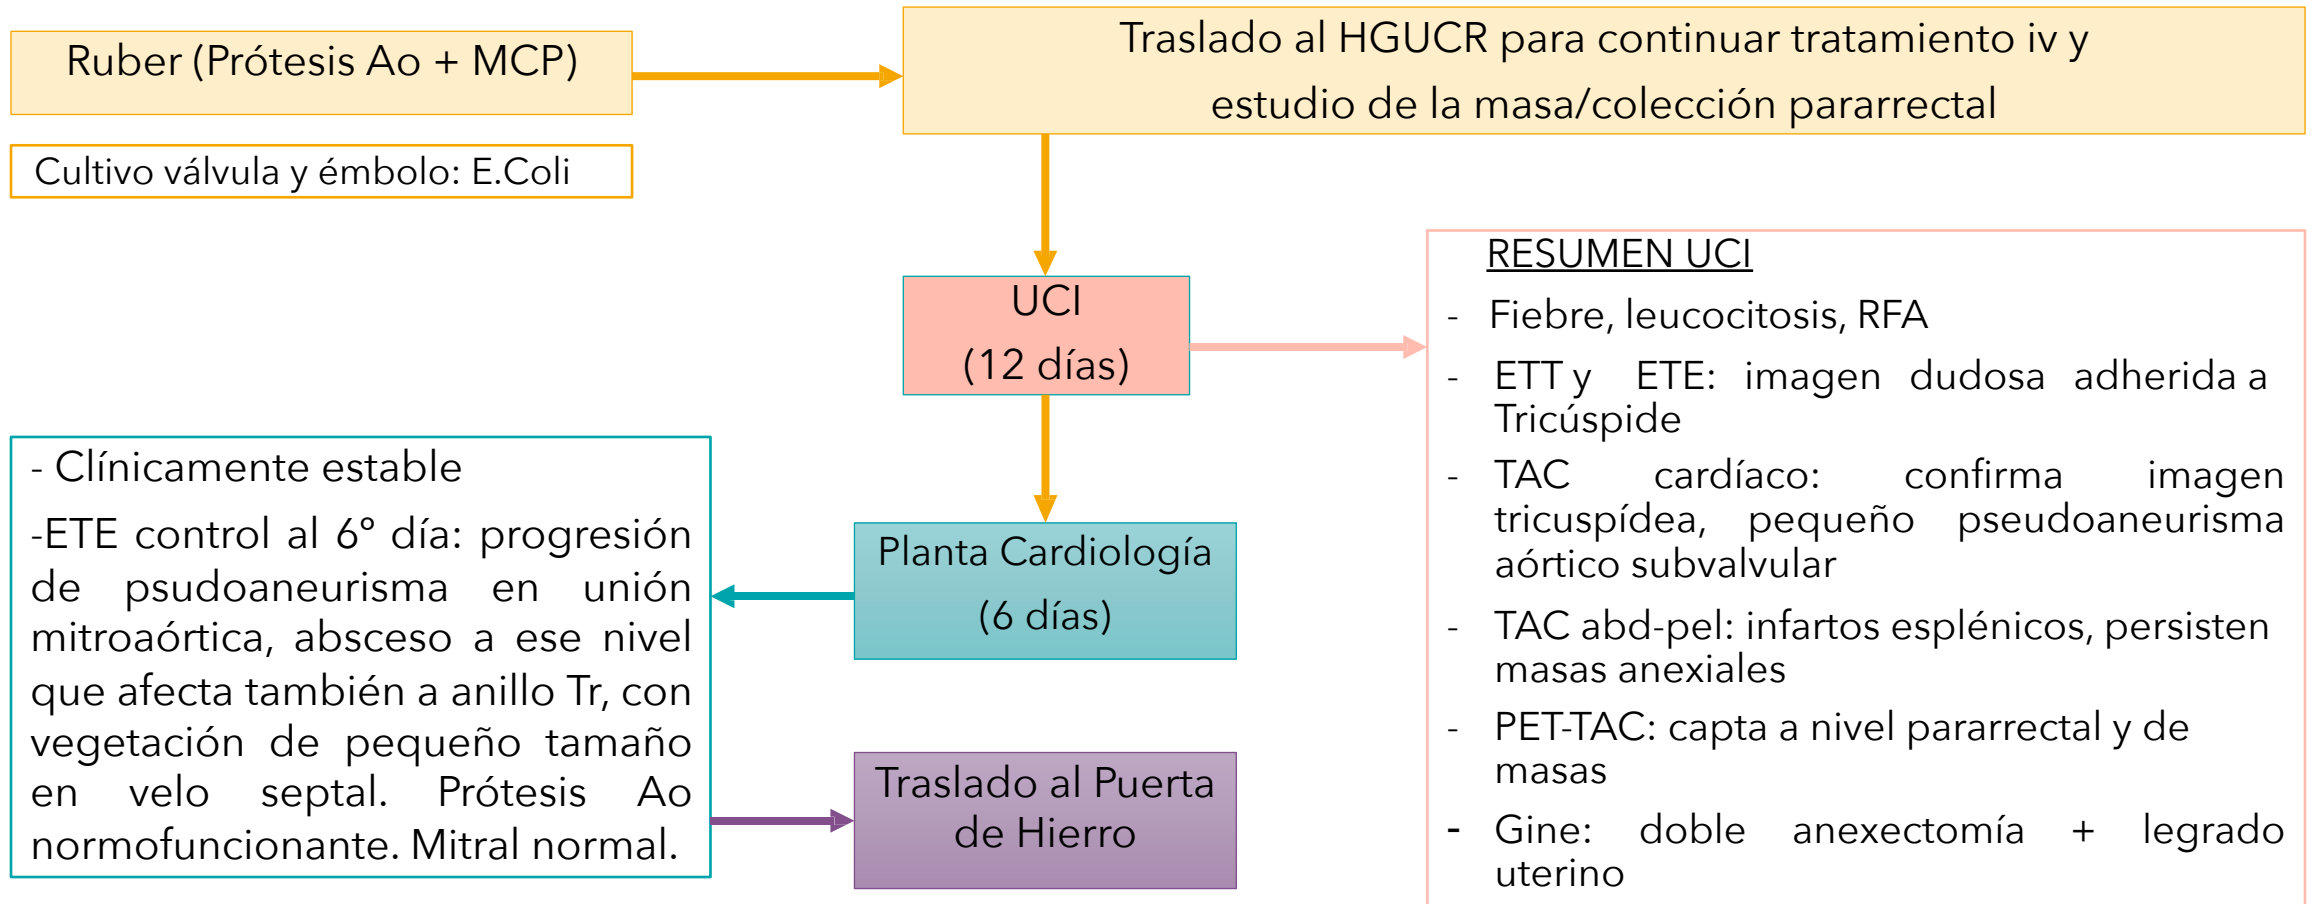 Ruber (Prótesis Ao + MCP)
Traslado al HGUCR para continuar tratamiento iv y
estudio de la masa/colección pararrectal
Cultivo válvula y émbolo: E.Coli
UCI
(12 días)
RESUMEN UCI
- Fiebre, leucocitosis, RFA
- ETT y ETE: imagen dudosa adherida a
Tricúspide
- TAC cardíaco: confirma imagen
tricuspídea, pequeño pseudoaneurisma
aórtico subvalvular
- TAC abd-pel: infartos esplénicos, persisten
masas anexiales
- PET-TAC: capta a nivel pararrectal y de
masas
- Gine: doble anexectomía + legrado
uterino
Planta Cardiología
(6 días)
- Clínicamente estable
-ETE control al 6º día: progresión
de psudoaneurisma en unión
mitroaórtica, absceso a ese nivel
que afecta también a anillo Tr, con
vegetación de pequeño tamaño
en velo septal. Prótesis Ao
normofuncionante. Mitral normal.
Traslado al Puerta
de Hierro